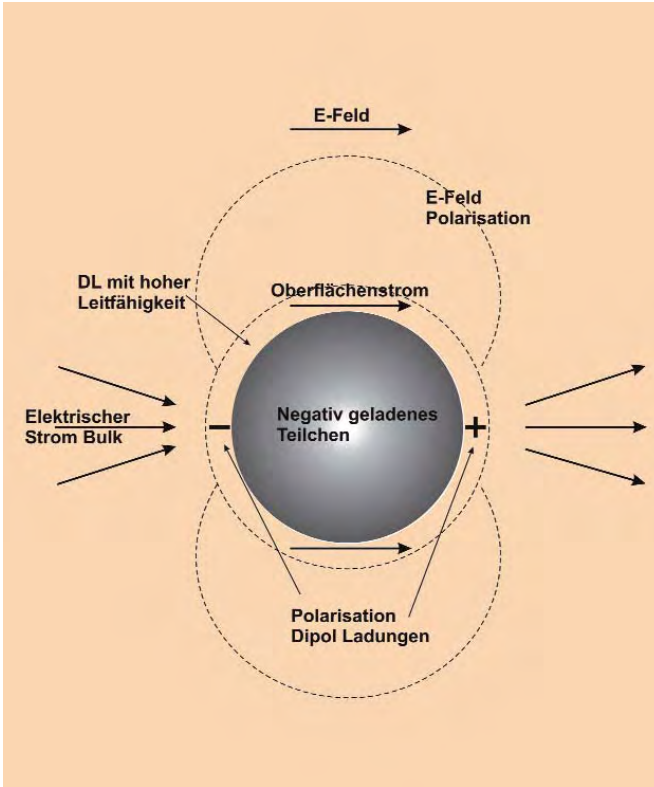 E-Feld
E-Feld
Polarisation
DL mit hoher
Leitfähigkeit
Oberflächenstrom
Elektrischer
Strom Bulk
Negativ geladenes
Teilchen
−
+
Polarisation
Dipol Ladungen